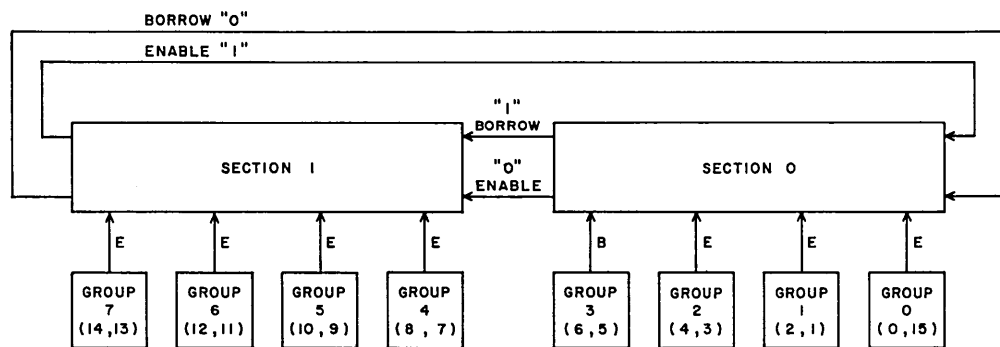 BORROW "0"
ENABLE "1"
"1"
BORROW
SECTION 1
"0"
ENABLE
SECTION 0
E
E
E
E
B
E
E
E
GROUP
7
(14,13)
GROUP
6
(12,11)
GROUP
5
(10,9)
GROUP
4
(8,7)
GROUP
3
(6,5)
GROUP
2
(4,3)
GROUP
1
(2,1)
GROUP
0
(0,15)